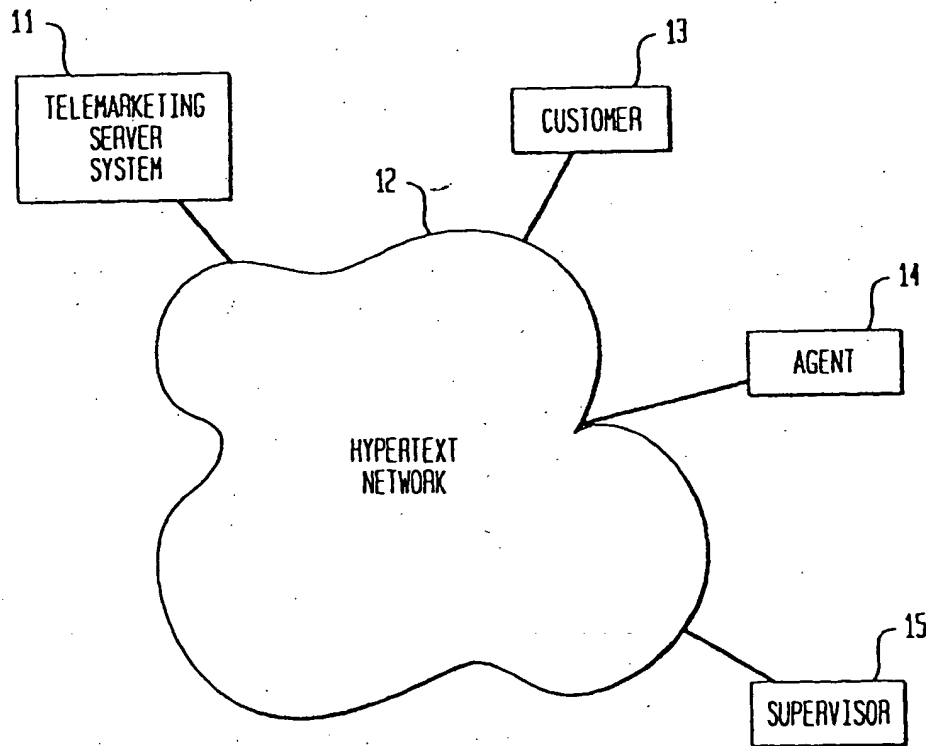 11
TELEMARKETING
SERVER
SYSTEM
13
CUSTOMER
12
14
AGENT
HYPERTEXT
NETWORK
15
SUPERVISOR